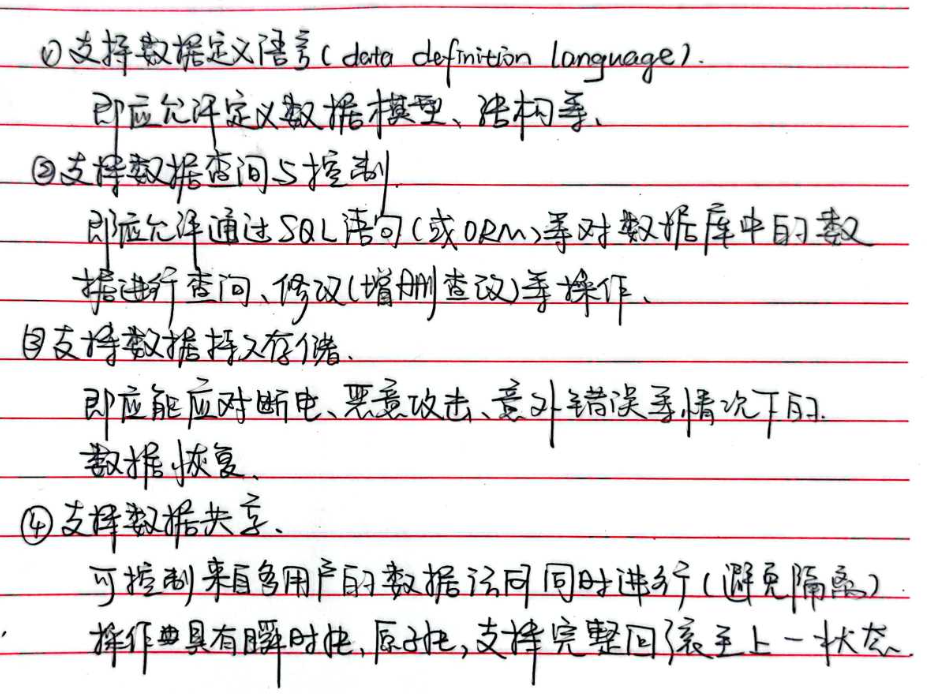 ①支持数据定义语言(data definition language).
即应允许定义数据模型、结构等、
②支持数据查询与控制.
即应允许通过SQL语句(或ORM)等对数据库中的数
据进行查询、修改(增删查改)等操作、
③支持数据持久存储、
即应能应对断电、恶意攻击、意外错误等情况下的.
数据恢复.
④支持数据共享、
可控制来自多用户的数据访问同时进行(避免隔离)
操作典具有瞬时性,原子性,支持完整回滚至上一状态.